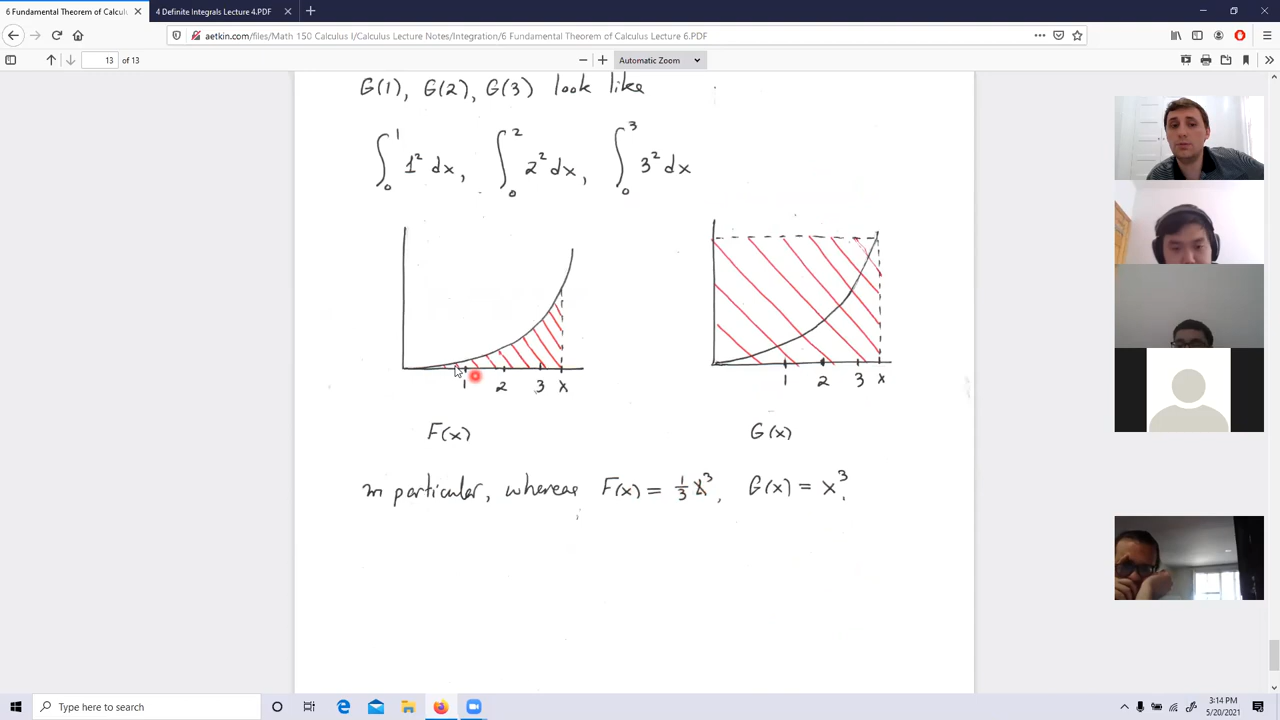 6 Fundamental Theorem of Calculu
4 Definite Integrals Lecture 4.PDF
aetkin.com/files/Math 150 Calculus I/Calculus Lecture Notes/Integration/6 Fundamental Theorem of Calculus Lecture 6.PDF
13 of 13
Automatic Zoom
G(1), G(2), G(3) look like
∫₀¹ 1² dx, ∫₀² 2² dx, ∫₀³ 3² dx
1 2 3 x
1 2 3 x
F(x)
G(x)
In particular, whereas F(x) = 1/3 x³, G(x) = x³.
Type here to search
3:14 PM
5/20/2021